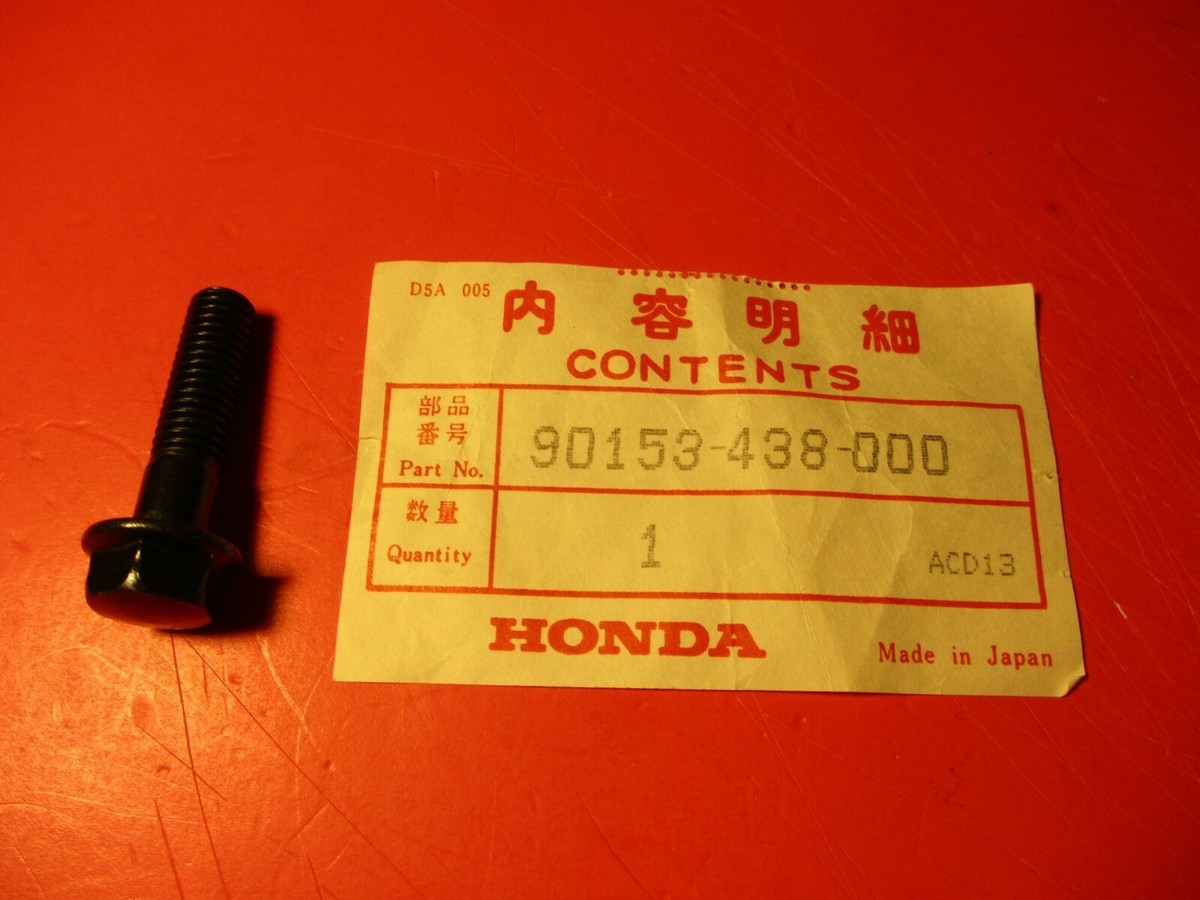 D5A 005
内容明細
CONTENTS
部品
番号
Part No.
90153-438-000
数量
Quantity
1
ACD13
HONDA
Made in Japan